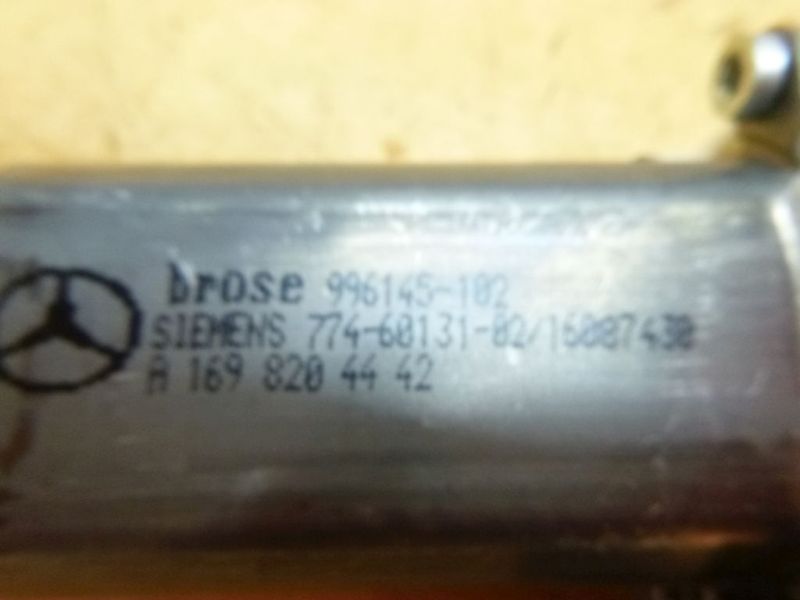 brose 996145-102
SIEMENS 774-60131-02/16087430
A 169 820 44 42